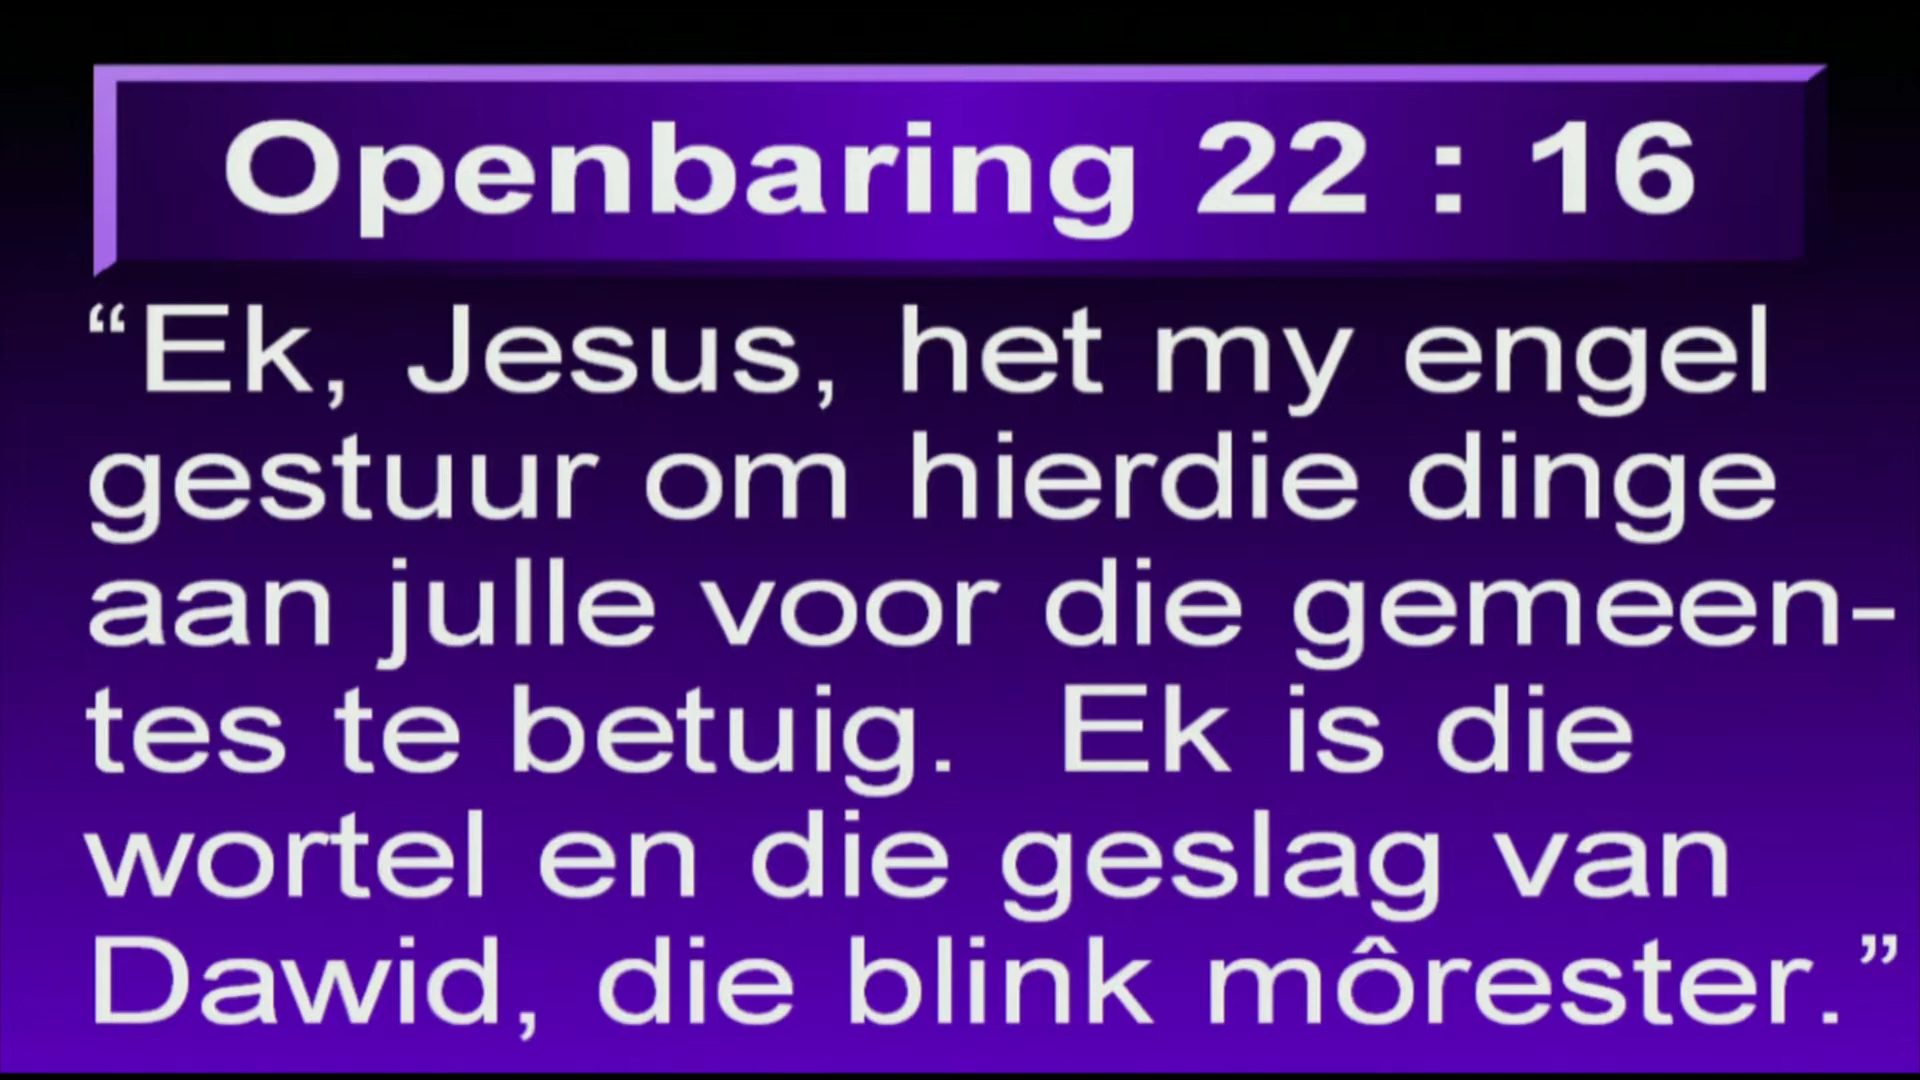 Openbaring 22 : 16
“Ek, Jesus, het my engel
gestuur om hierdie dinge
aan julle voor die gemeen-
tes te betuig.  Ek is die
wortel en die geslag van
Dawid, die blink môrester.”